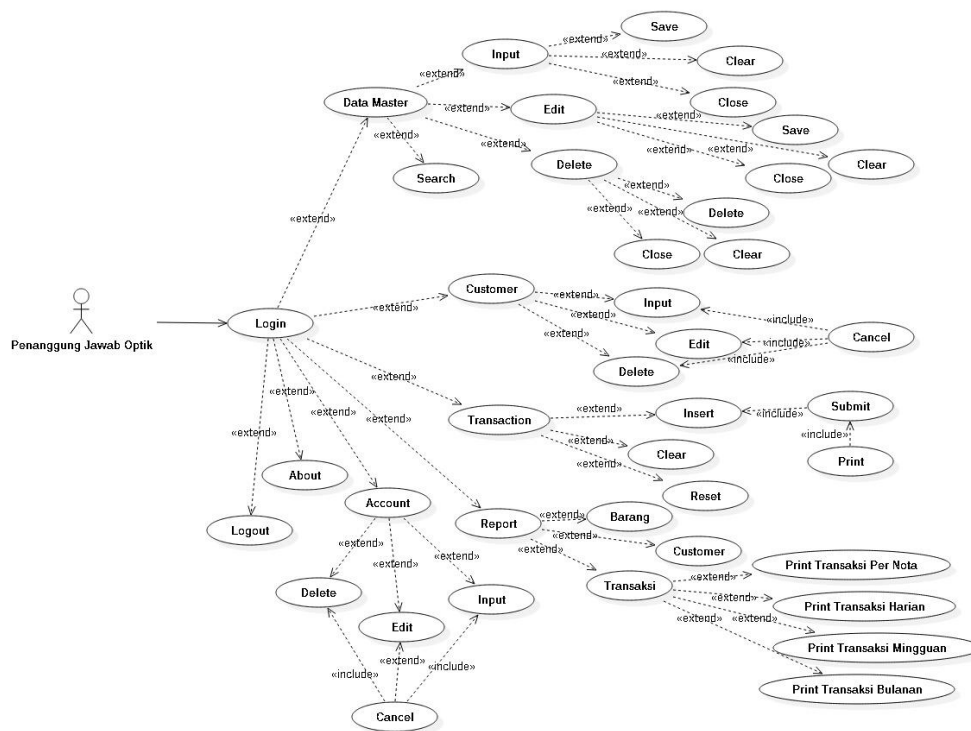 «extend»
Save
Input
«extend»
Clear
«extend»
«extend»
Close
Data Master
«extend»
Edit
«extend»
Save
«extend»
«extend»
«extend»
«extend»
Clear
Search
Delete
Close
«extend»
«extend»
«extend»
Delete
«extend»
Close
Clear
Customer
«extend»
«extend»
Input
«extend»
Penanggung Jawab Optik
Login
«include»
Cancel
Edit
«include»
«extend»
Delete
«include»
«extend»
«extend»
«extend»
«extend»
«extend»
Transaction
«extend»
Insert
«include»
Submit
«extend»
«extend»
Clear
«include»
Print
About
Account
Reset
Logout
Report
«extend»
Barang
«extend»
Customer
«extend»
«extend»
«extend»
«extend»
Transaksi
«extend»
Print Transaksi Per Nota
Delete
Input
«extend»
Print Transaksi Harian
Edit
«extend»
«extend»
Print Transaksi Mingguan
«include»
«extend»
«include»
Print Transaksi Bulanan
Cancel